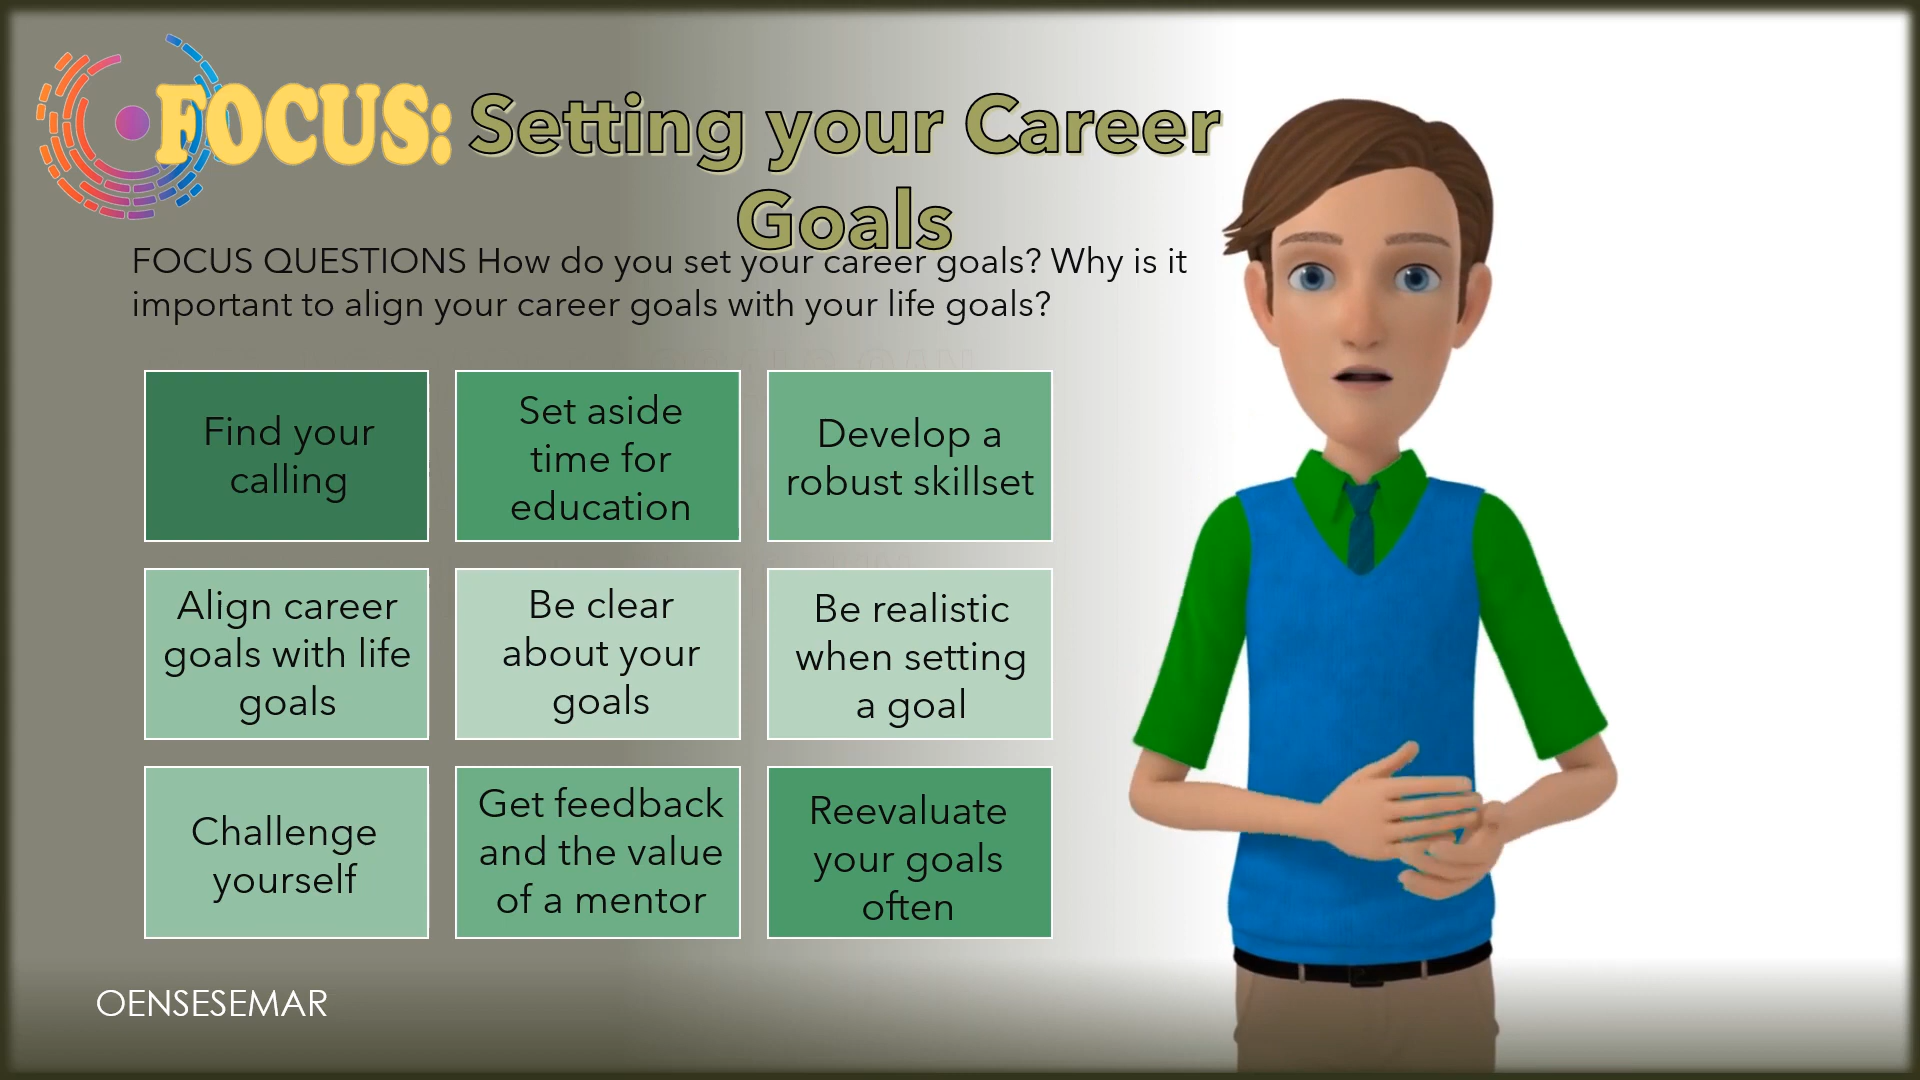 FOCUS: Setting your Career
Goals
FOCUS QUESTIONS How do you set your career goals? Why is it
important to align your career goals with your life goals?
Find your
calling
Set aside
time for
education
Develop a
robust skillset
Align career
goals with life
goals
Be clear
about your
goals
Be realistic
when setting
a goal
Challenge
yourself
Get feedback
and the value
of a mentor
Reevaluate
your goals
often
OENSESEMAR